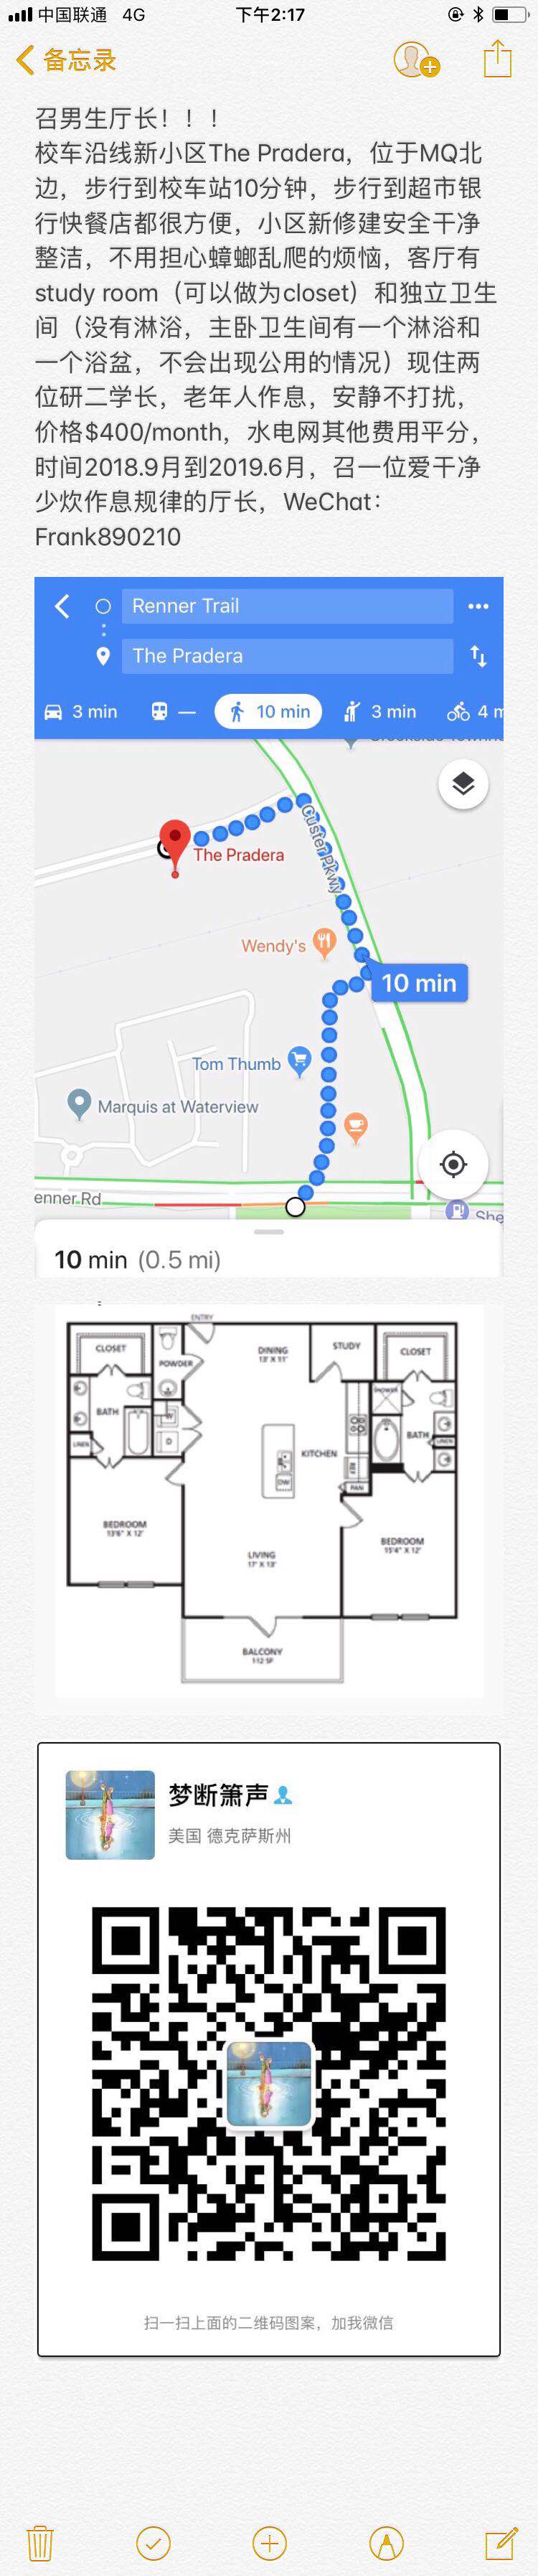 中国联通 4G 下午2:17
备忘录
召男生厅长！！！
校车沿线新小区The Pradera，位于MQ北
边，步行到校车站10分钟，步行到超市银
行快餐店都很方便，小区新修建安全干净
整洁，不用担心蟑螂乱爬的烦恼，客厅有
study room（可以做为closet）和独立卫生
间（没有淋浴，主卧卫生间有一个淋浴和
一个浴盆，不会出现公用的情况）现住两
位研二学长，老年人作息，安静不打扰，
价格$400/month，水电网其他费用平分，
时间2018.9月到2019.6月，召一位爱干净
少炊作息规律的厅长，WeChat：
Frank890210
Renner Trail
The Pradera
3 min — 10 min 3 min 4 m
The Pradera
Custer Pkwy
Wendy's
10 min
Tom Thumb
Marquis at Waterview
enner Rd
She
10 min (0.5 mi)
ENTRY
CLOSET
POWDER
DINING
13' X 11'
STUDY
CLOSET
BATH
SHOWER
LINEN
W
D
KITCHEN
DW
REF
PAN
BATH
LINEN
BEDROOM
13'6" X 12'
LIVING
17' X 13'
BEDROOM
15'4" X 12'
BALCONY
112 SF
梦断箫声
美国 德克萨斯州
扫一扫上面的二维码图案，加我微信